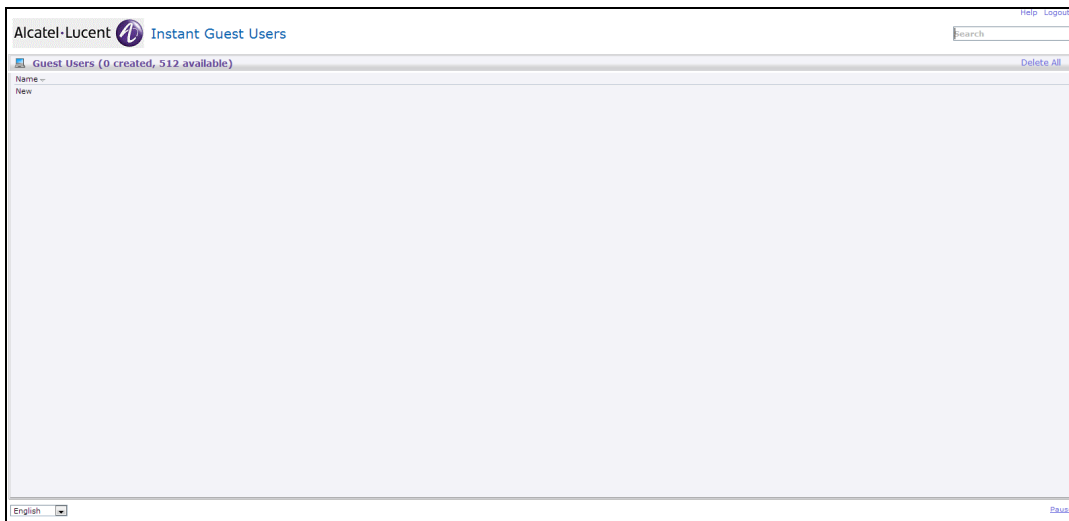 Help Logout
Alcatel·Lucent Instant Guest Users
Search
Guest Users (0 created, 512 available) Delete All
Name
New
English Paus